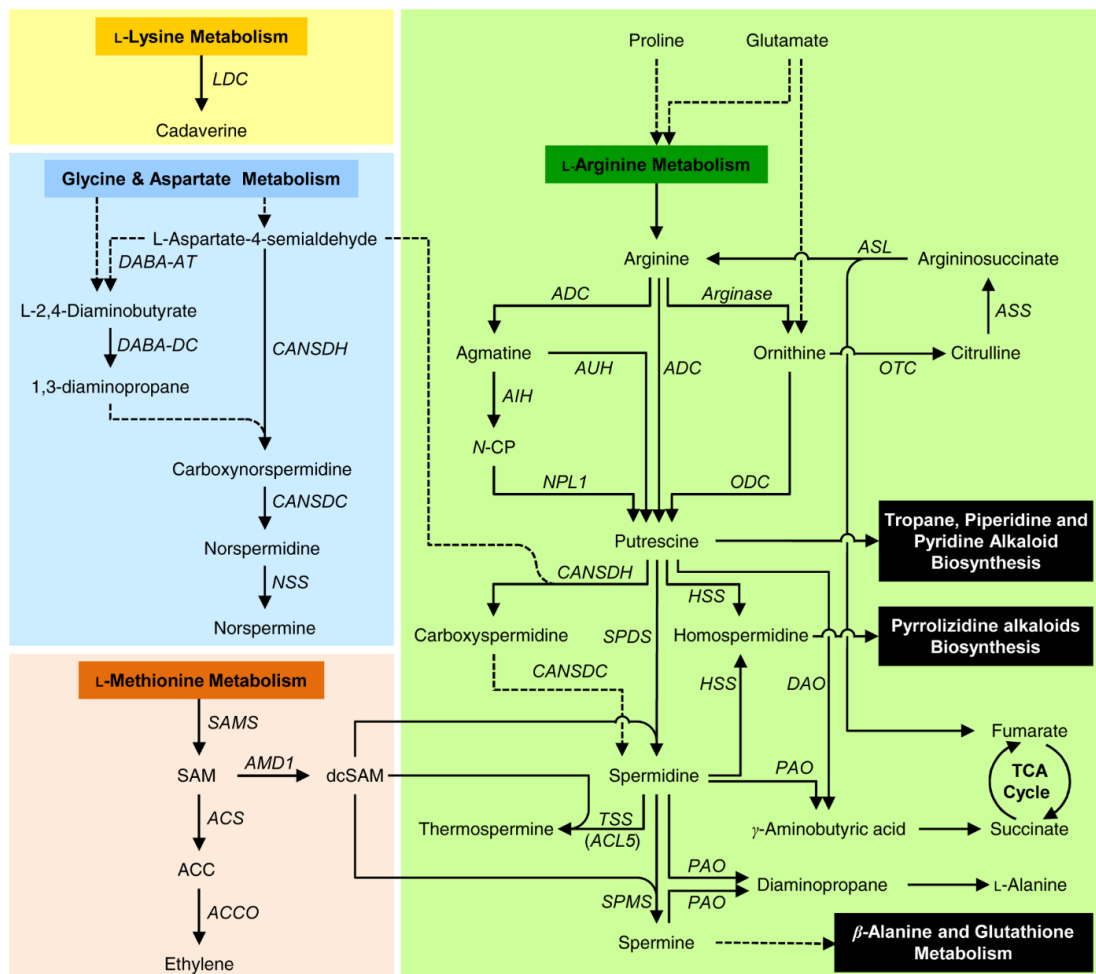 L-Lysine Metabolism
LDC
Cadaverine
Glycine & Aspartate Metabolism
L-Aspartate-4-semialdehyde
DABA-AT
L-2,4-Diaminobutyrate
DABA-DC
CANSDH
1,3-diaminopropane
Carboxynorspermidine
CANSDC
Norspermidine
NSS
Norspermine
L-Methionine Metabolism
SAMS
SAM
AMD1
dcSAM
ACS
ACC
ACCO
Ethylene
Proline
Glutamate
L-Arginine Metabolism
Arginine
ASL
Argininosuccinate
ADC
Arginase
ASS
Agmatine
AUH
ADC
Ornithine
OTC
Citrulline
AIH
N-CP
NPL1
ODC
Putrescine
Tropane, Piperidine and
Pyridine Alkaloid
Biosynthesis
CANSDH
HSS
Carboxyspermidine
SPDS
Homospermidine
Pyrrolizidine alkaloids
Biosynthesis
CANSDC
HSS
DAO
Fumarate
Spermidine
PAO
TCA
Cycle
Thermospermine
TSS
(ACL5)
γ-Aminobutyric acid
Succinate
PAO
Diaminopropane
L-Alanine
SPMS
PAO
Spermine
β-Alanine and Glutathione
Metabolism